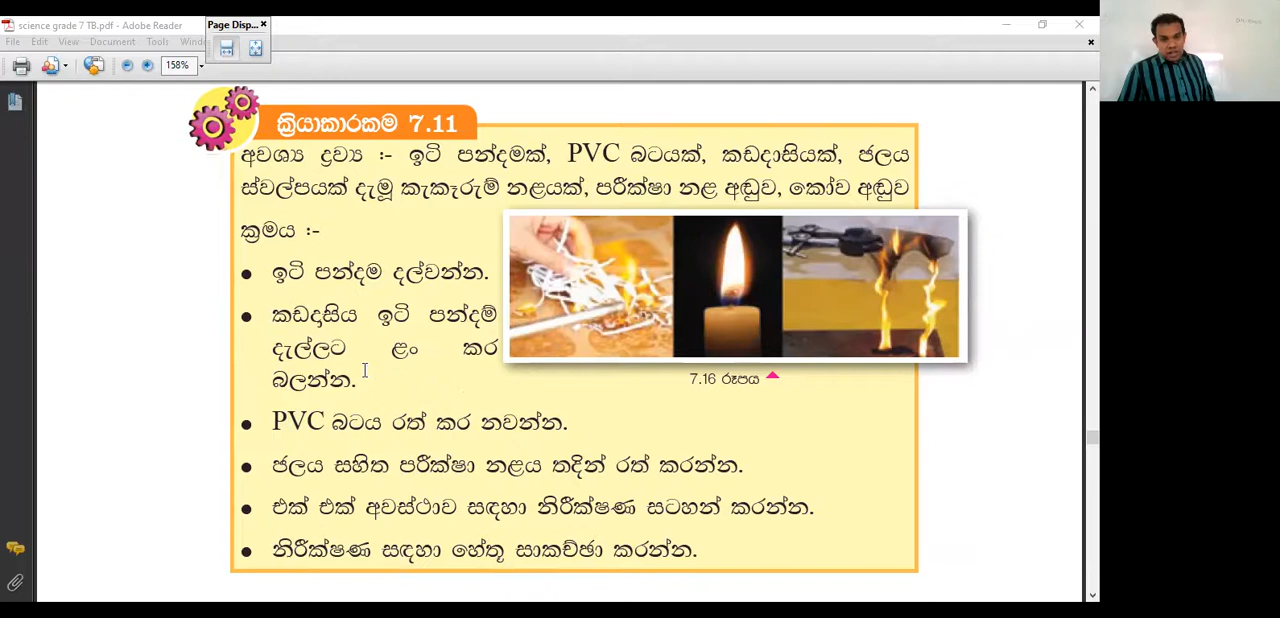 science grade 7 TB.pdf - Adobe Reader
Page Disp...
File Edit View Document Tools Windo
158%
ක්‍රියාකාරකම 7.11
අවශ්‍ය ද්‍රව්‍ය :- ඉටි පන්දමක්, PVC බටයක්, කඩදාසියක්, ජලය
ස්වල්පයක් දැමූ කැකෑරුම් නළයක්, පරීක්ෂා නළ අඬුව, කෝව අඬුව
ක්‍රමය :-
• ඉටි පන්දම දල්වන්න.
• කඩදාසිය ඉටි පන්දම්
දැල්ලට ළං කර
බලන්න.
7.16 රූපය
• PVC බටය රත් කර නවන්න.
• ජලය සහිත පරීක්ෂා නළය තදින් රත් කරන්න.
• එක් එක් අවස්ථාව සඳහා නිරීක්ෂණ සටහන් කරන්න.
• නිරීක්ෂණ සඳහා හේතු සාකච්ඡා කරන්න.